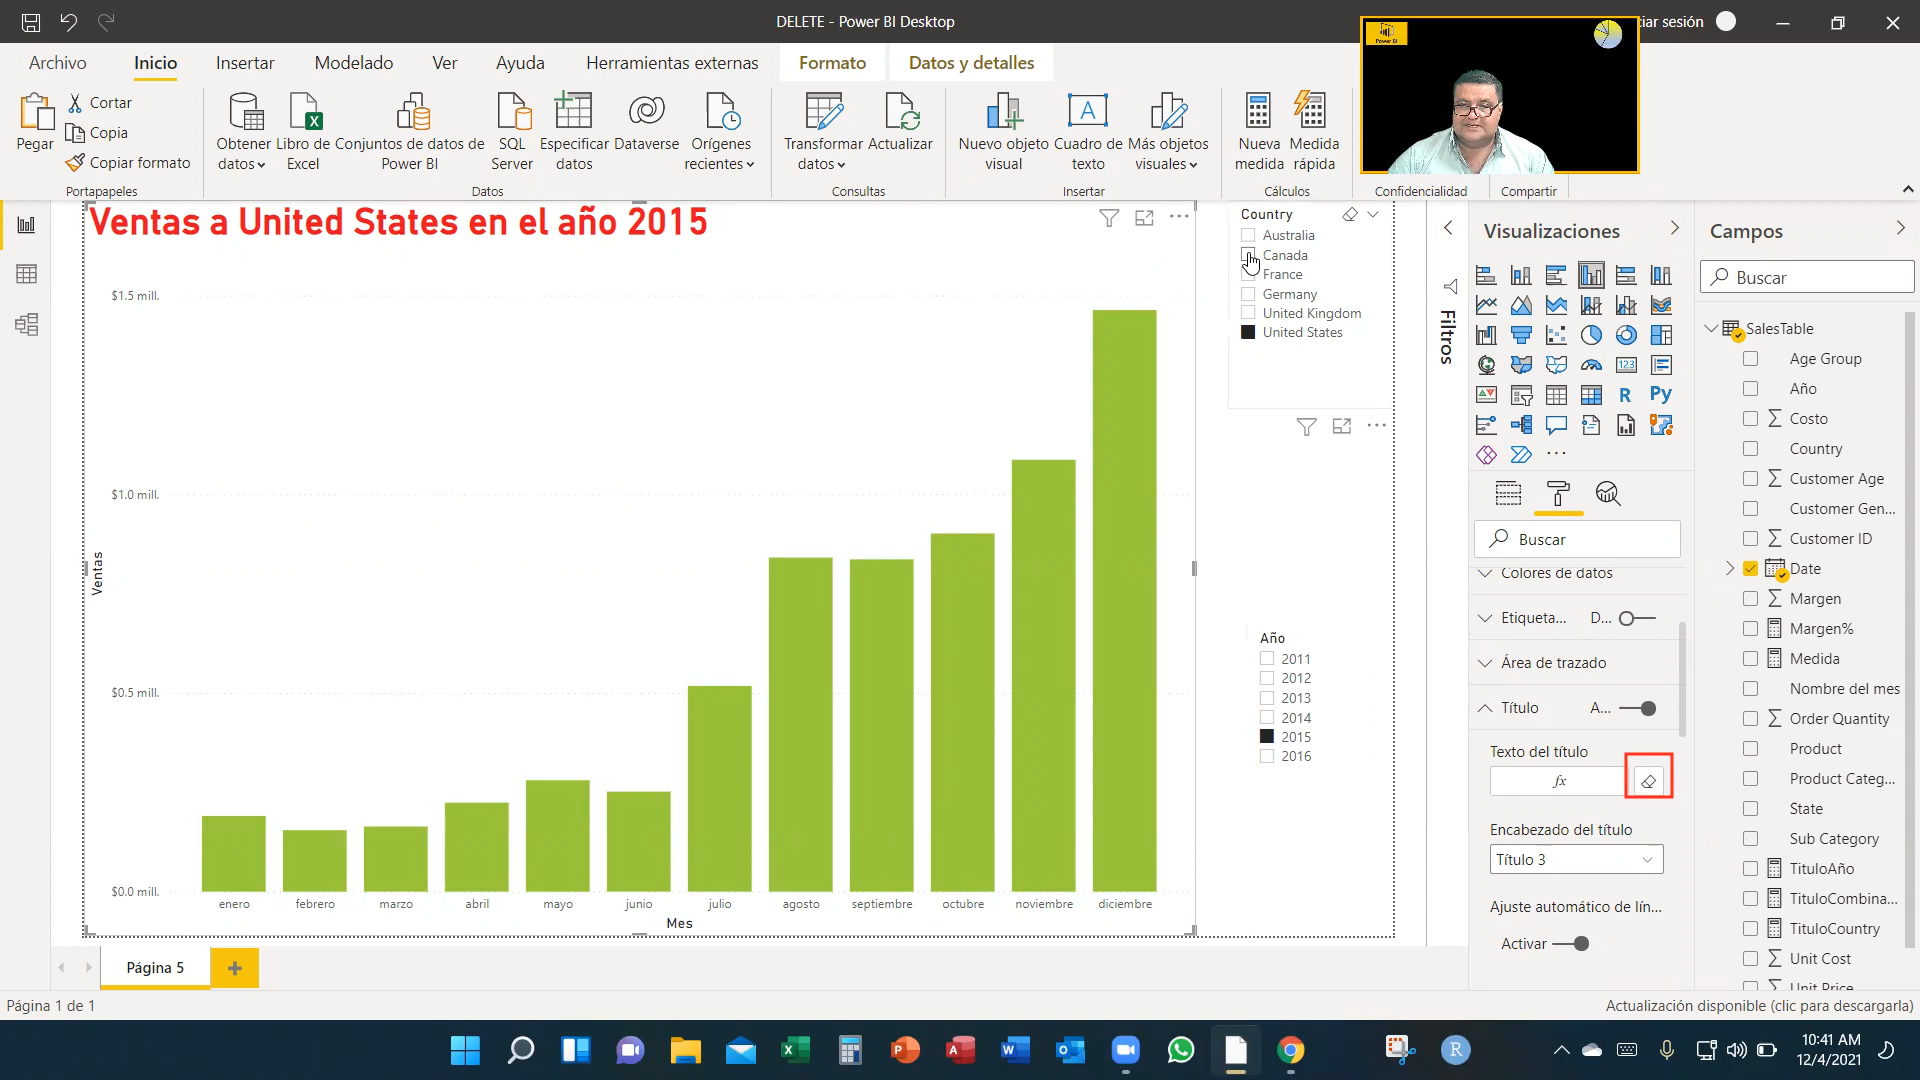 DELETE - Power BI Desktop
ciar sesión
Power BI
Archivo
Inicio
Insertar
Modelado
Ver
Ayuda
Herramientas externas
Formato
Datos y detalles
Pegar
Cortar
Copia
Copiar formato
Portapapeles
Obtener datos
Libro de Excel
Conjuntos de datos de Power BI
SQL Server
Especificar datos
Dataverse
Orígenes recientes
Datos
Transformar datos
Actualizar
Consultas
Nuevo objeto visual
Cuadro de texto
Más objetos visuales
Insertar
Nueva medida
Medida rápida
Cálculos
Confidencialidad
Compartir
Ventas a United States en el año 2015
$1.5 mill.
$1.0 mill.
$0.5 mill.
$0.0 mill.
Ventas
enero
febrero
marzo
abril
mayo
junio
julio
agosto
septiembre
octubre
noviembre
diciembre
Mes
Country
Australia
Canada
France
Germany
United Kingdom
United States
Año
2011
2012
2013
2014
2015
2016
Filtros
Visualizaciones
123
R
Py
Buscar
Colores de datos
Etiqueta...
D...
Área de trazado
Título
A...
Texto del título
fx
Encabezado del título
Título 3
Ajuste automático de lín...
Activar
Campos
Buscar
SalesTable
Age Group
Año
Costo
Country
Customer Age
Customer Gen...
Customer ID
Date
Margen
Margen%
Medida
Nombre del mes
Order Quantity
Product
Product Categ...
State
Sub Category
TituloAño
TituloCombina...
TituloCountry
Unit Cost
Unit Price
Página 5
Página 1 de 1
Actualización disponible (clic para descargarla)
10:41 AM
12/4/2021